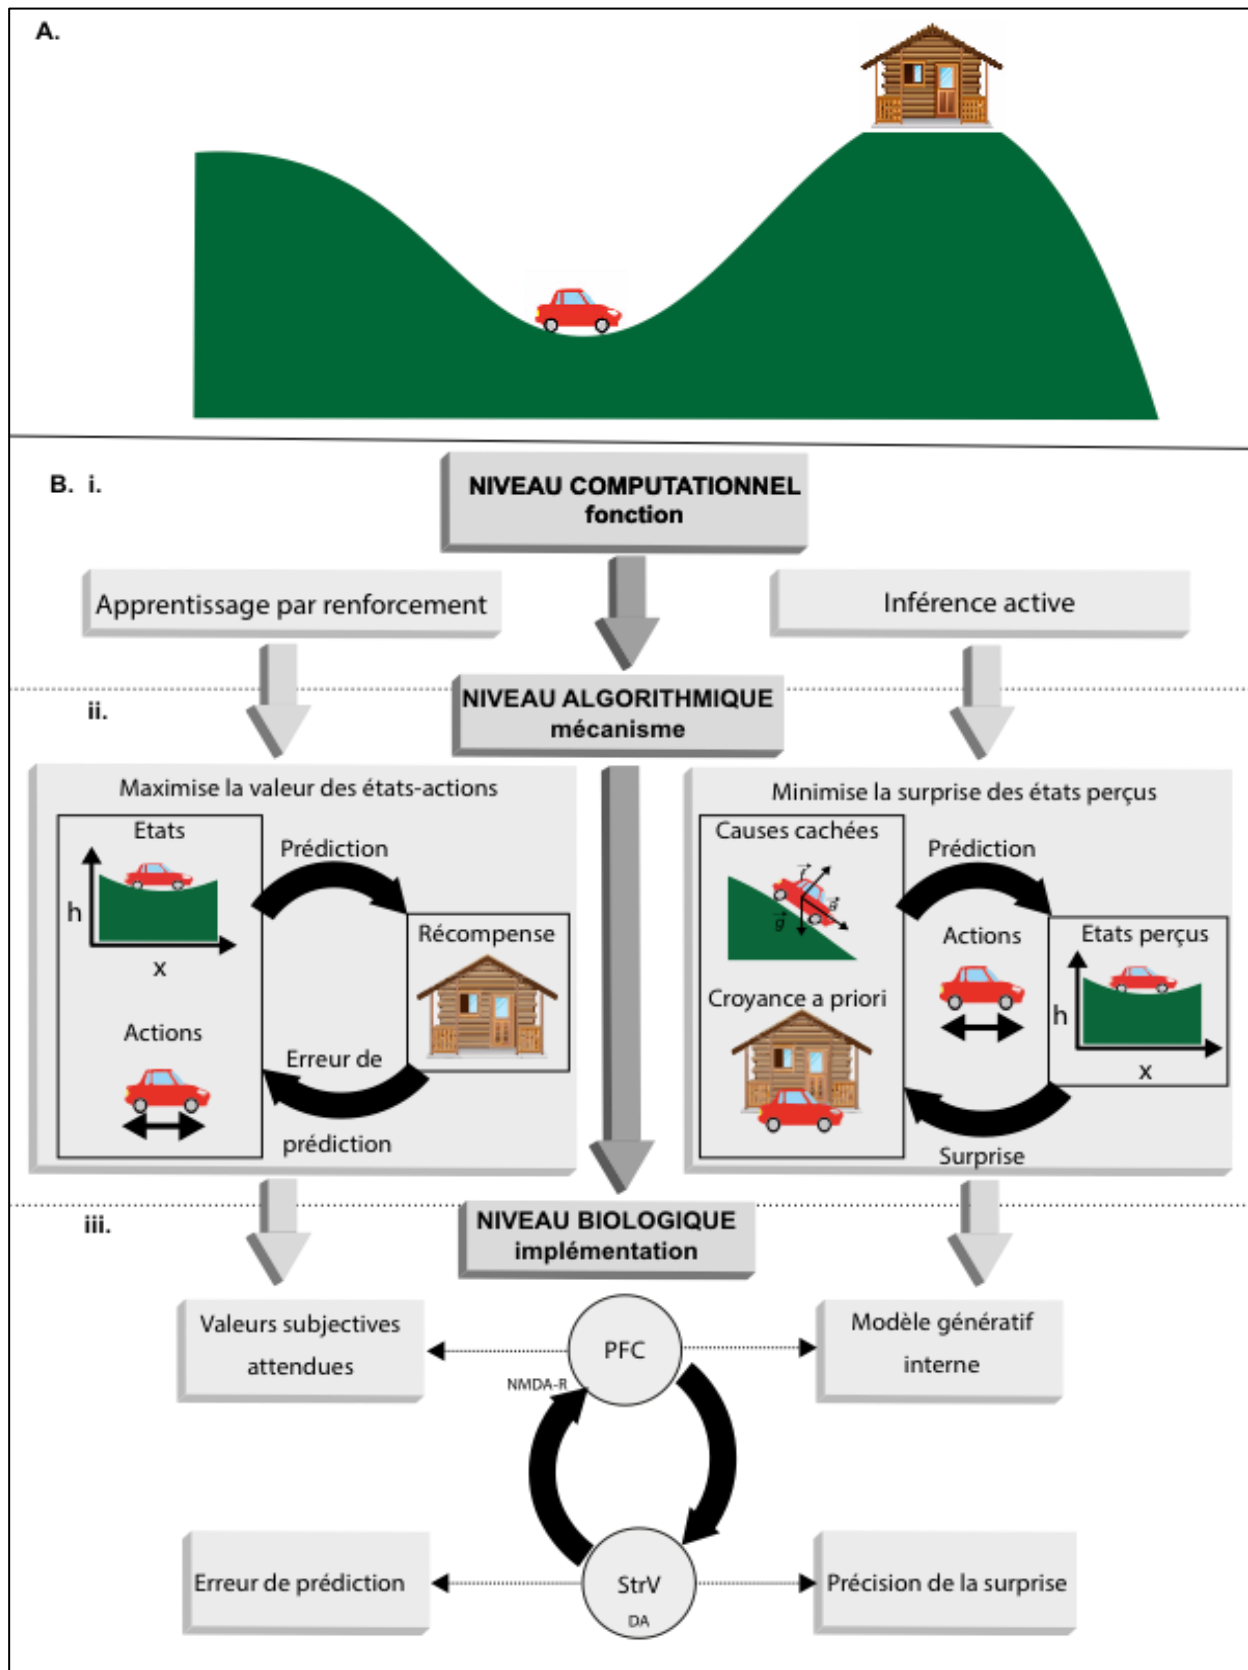 A.
B. i.
NIVEAU COMPUTATIONNEL
fonction
Apprentissage par renforcement
Inférence active
ii.
NIVEAU ALGORITHMIQUE
mécanisme
Maximise la valeur des états-actions
Etats
h
x
Prédiction
Récompense
Actions
Erreur de
prédiction
Minimise la surprise des états perçus
Causes cachées
r
a
g
Prédiction
Actions
Etats perçus
h
x
Croyance a priori
Surprise
iii.
NIVEAU BIOLOGIQUE
implémentation
Valeurs subjectives
attendues
PFC
Modèle génératif
interne
NMDA-R
Erreur de prédiction
StrV
DA
Précision de la surprise